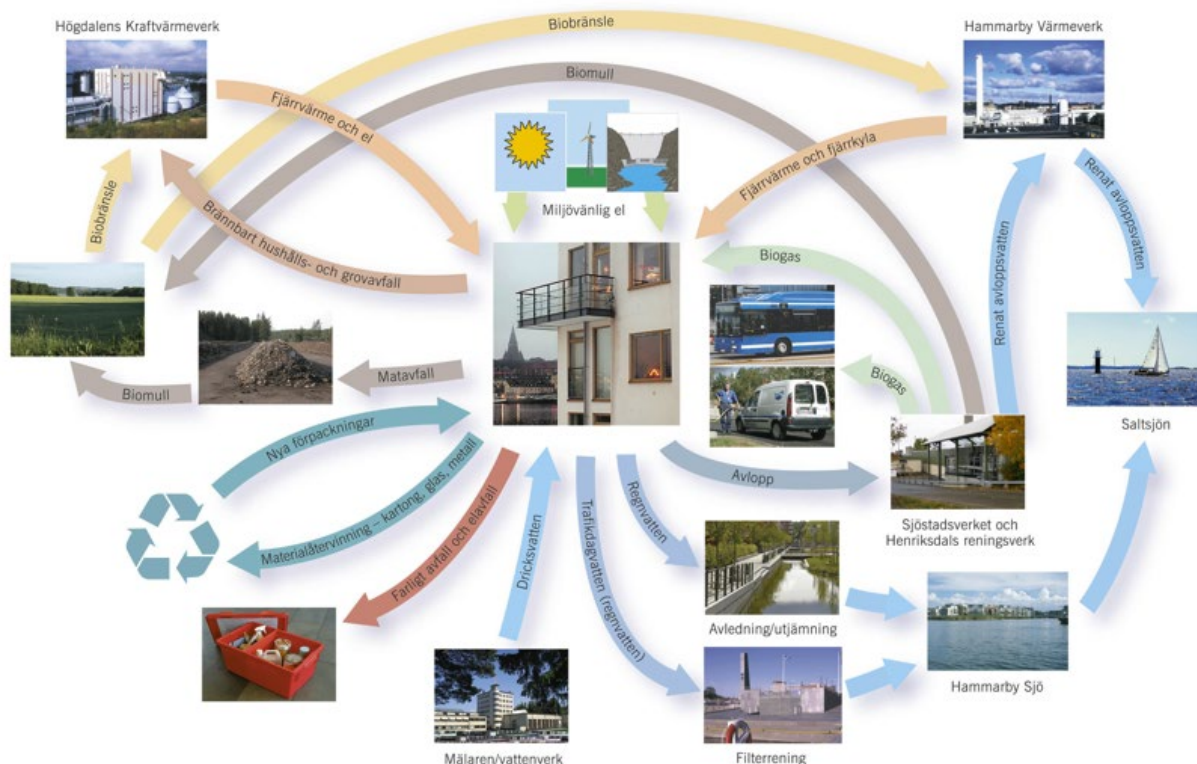 Högdalens Kraftvärmeverk
Biobränsle
Hammarby Värmeverk
Biomull
Fjärrvärme och el
Fjärrvärme och fjärrkyla
Miljövänlig el
Biobränsle
Brännbart hushålls- och grovavfall
Renat avloppsvatten
Biogas
Renat avloppsvatten
Matavfall
Biomull
Biogas
Saltsjön
Nya förpackningar
Materialåtervinning – kartong, glas, metall
Avlopp
Sjöstadsverket och
Henriksdals reningsverk
Farligt avfall och elavfall
Dricksvatten
Trafikdagvatten (regnvatten)
Regnvatten
Avledning/utjämning
Hammarby Sjö
Mälaren/vattenverk
Filterrening